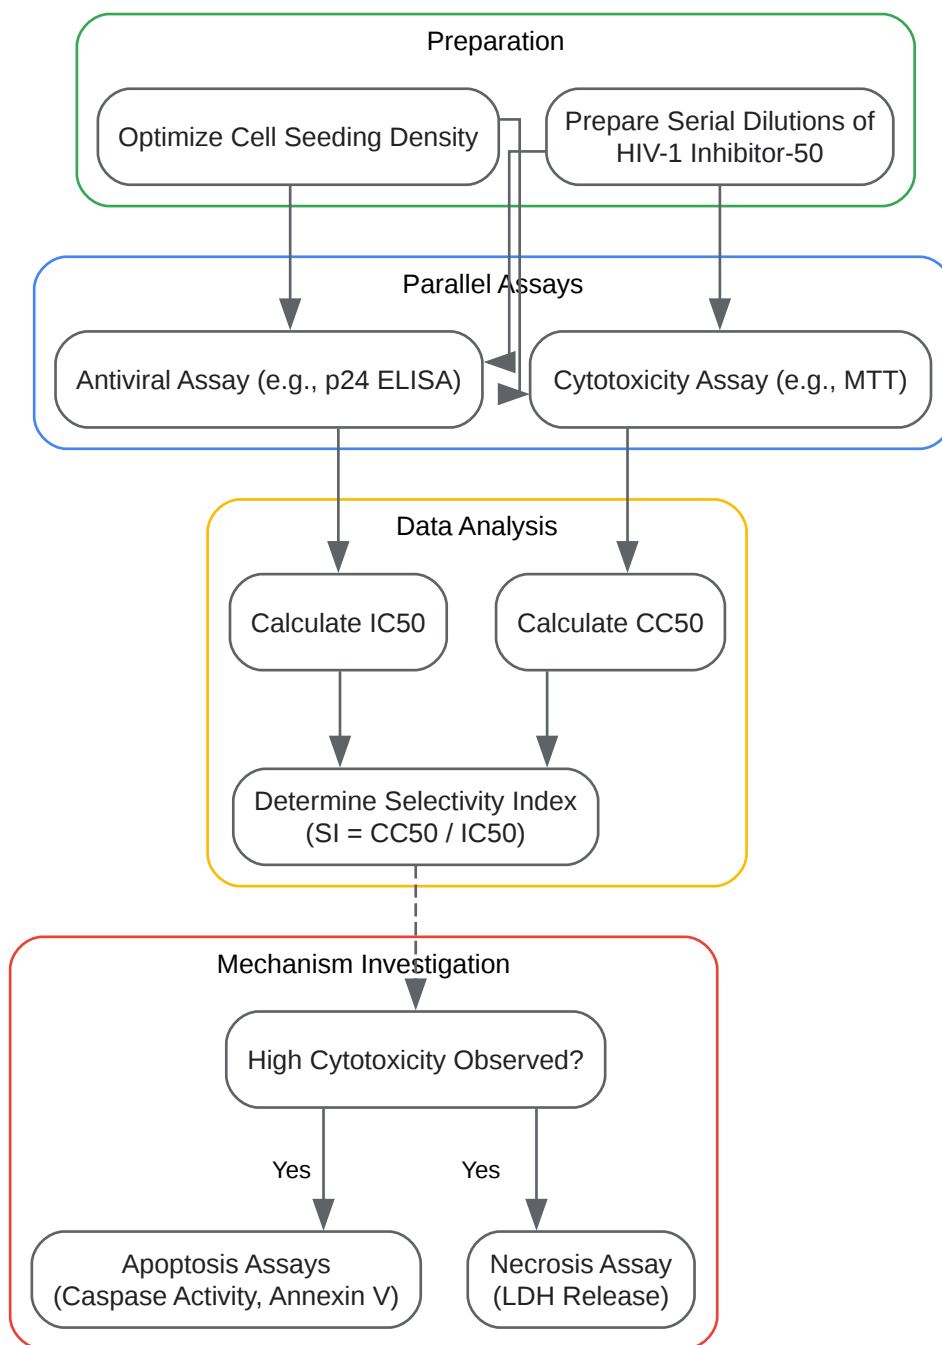 Preparation
Optimize Cell Seeding Density
Prepare Serial Dilutions of
HIV-1 Inhibitor-50
Parallel Assays
Antiviral Assay (e.g., p24 ELISA)
Cytotoxicity Assay (e.g., MTT)
Data Analysis
Calculate IC50
Calculate CC50
Determine Selectivity Index
(SI = CC50 / IC50)
Mechanism Investigation
High Cytotoxicity Observed?
Yes
Yes
Apoptosis Assays
(Caspase Activity, Annexin V)
Necrosis Assay
(LDH Release)